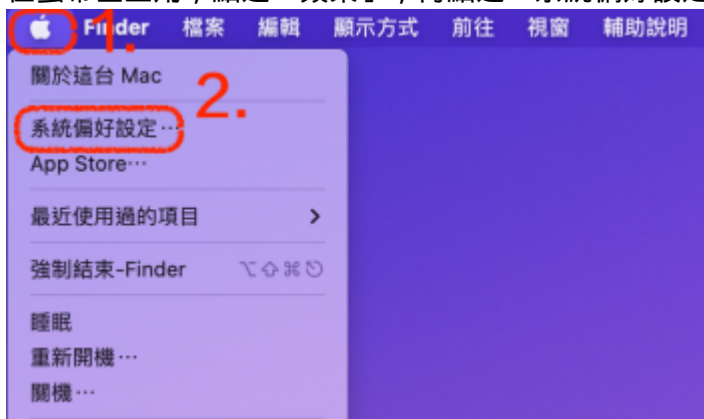 Finder 檔案 編輯 顯示方式 前往 視窗 輔助說明
1.
關於這台 Mac
2.
系統偏好設定…
App Store…
最近使用過的項目 >
強制結束-Finder ⌥⇧⌘⎋
睡眠
重新開機…
關機…